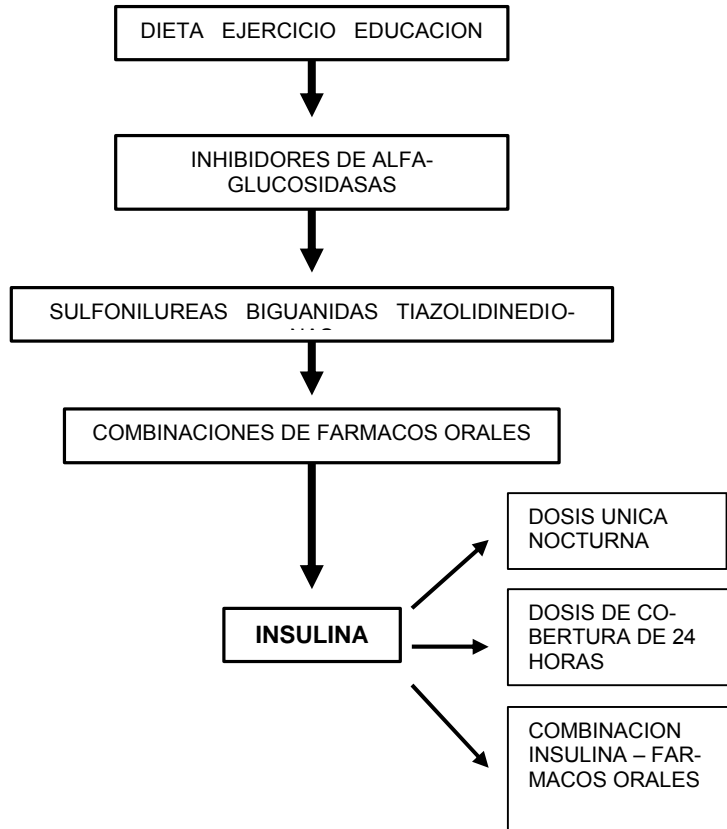 DIETA EJERCICIO EDUCACION
INHIBIDORES DE ALFA-
GLUCOSIDASAS
SULFONILUREAS BIGUANIDAS TIAZOLIDINEDIO-
COMBINACIONES DE FARMACOS ORALES
DOSIS UNICA
NOCTURNA
INSULINA
DOSIS DE CO-
BERTURA DE 24
HORAS
COMBINACION
INSULINA – FAR-
MACOS ORALES